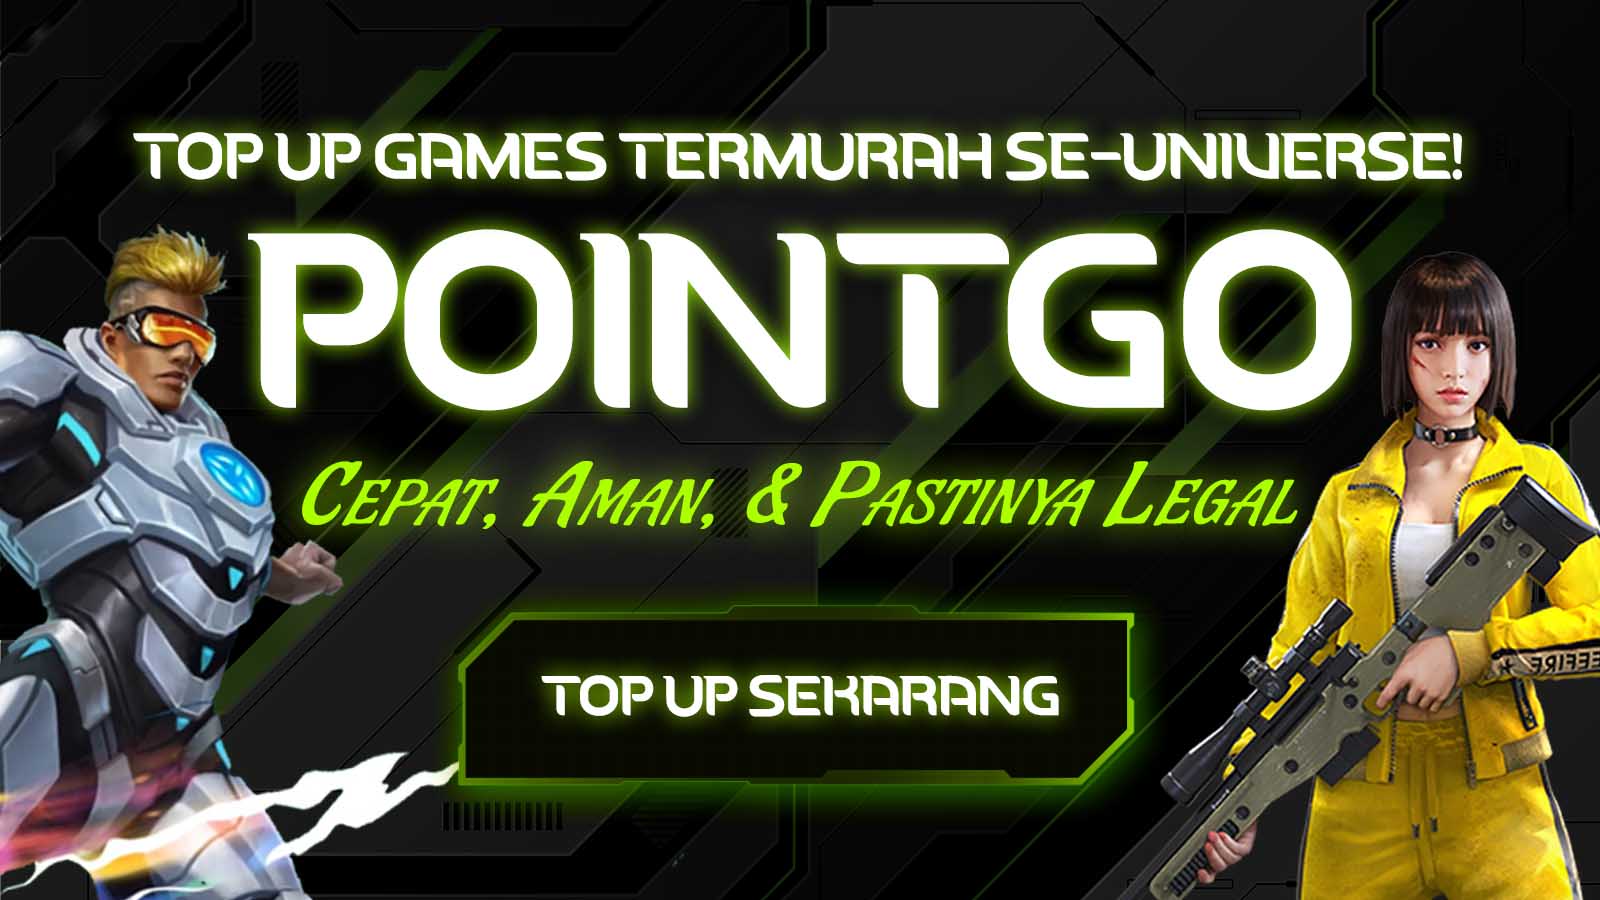 TOP UP GAMES TERMURAH SE-UNIVERSE!
POINTGO
CEPAT, AMAN, & PASTINYA LEGAL
TOP UP SEKARANG